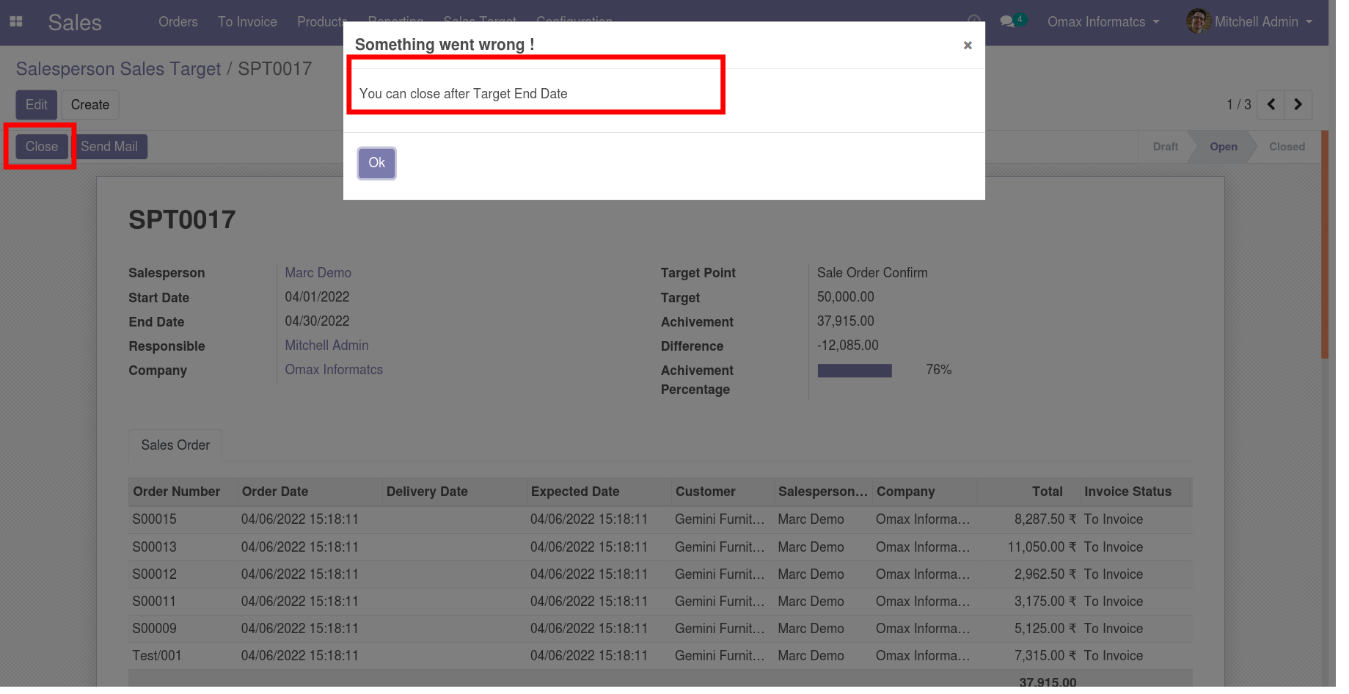 Sales Orders To Invoice Products Reporting Sales Target Configuration 4 Omax Informatcs Mitchell Admin
Something went wrong ! ×
Salesperson Sales Target / SPT0017
You can close after Target End Date
Edit Create 1 / 3
Close Send Mail Draft Open Closed
Ok
SPT0017
Salesperson Marc Demo Target Point Sale Order Confirm
Start Date 04/01/2022 Target 50,000.00
End Date 04/30/2022 Achivement 37,915.00
Responsible Mitchell Admin Difference -12,085.00
Company Omax Informatcs Achivement Percentage 76%
Sales Order
Order Number Order Date Delivery Date Expected Date Customer Salesperson... Company Total Invoice Status
S00015 04/06/2022 15:18:11 04/06/2022 15:18:11 Gemini Furnit... Marc Demo Omax Informa... 8,287.50 ₹ To Invoice
S00013 04/06/2022 15:18:11 04/06/2022 15:18:11 Gemini Furnit... Marc Demo Omax Informa... 11,050.00 ₹ To Invoice
S00012 04/06/2022 15:18:11 04/06/2022 15:18:11 Gemini Furnit... Marc Demo Omax Informa... 2,962.50 ₹ To Invoice
S00011 04/06/2022 15:18:11 04/06/2022 15:18:11 Gemini Furnit... Marc Demo Omax Informa... 3,175.00 ₹ To Invoice
S00009 04/06/2022 15:18:11 04/06/2022 15:18:11 Gemini Furnit... Marc Demo Omax Informa... 5,125.00 ₹ To Invoice
Test/001 04/06/2022 15:18:11 04/06/2022 15:18:11 Gemini Furnit... Marc Demo Omax Informa... 7,315.00 ₹ To Invoice
37,915.00